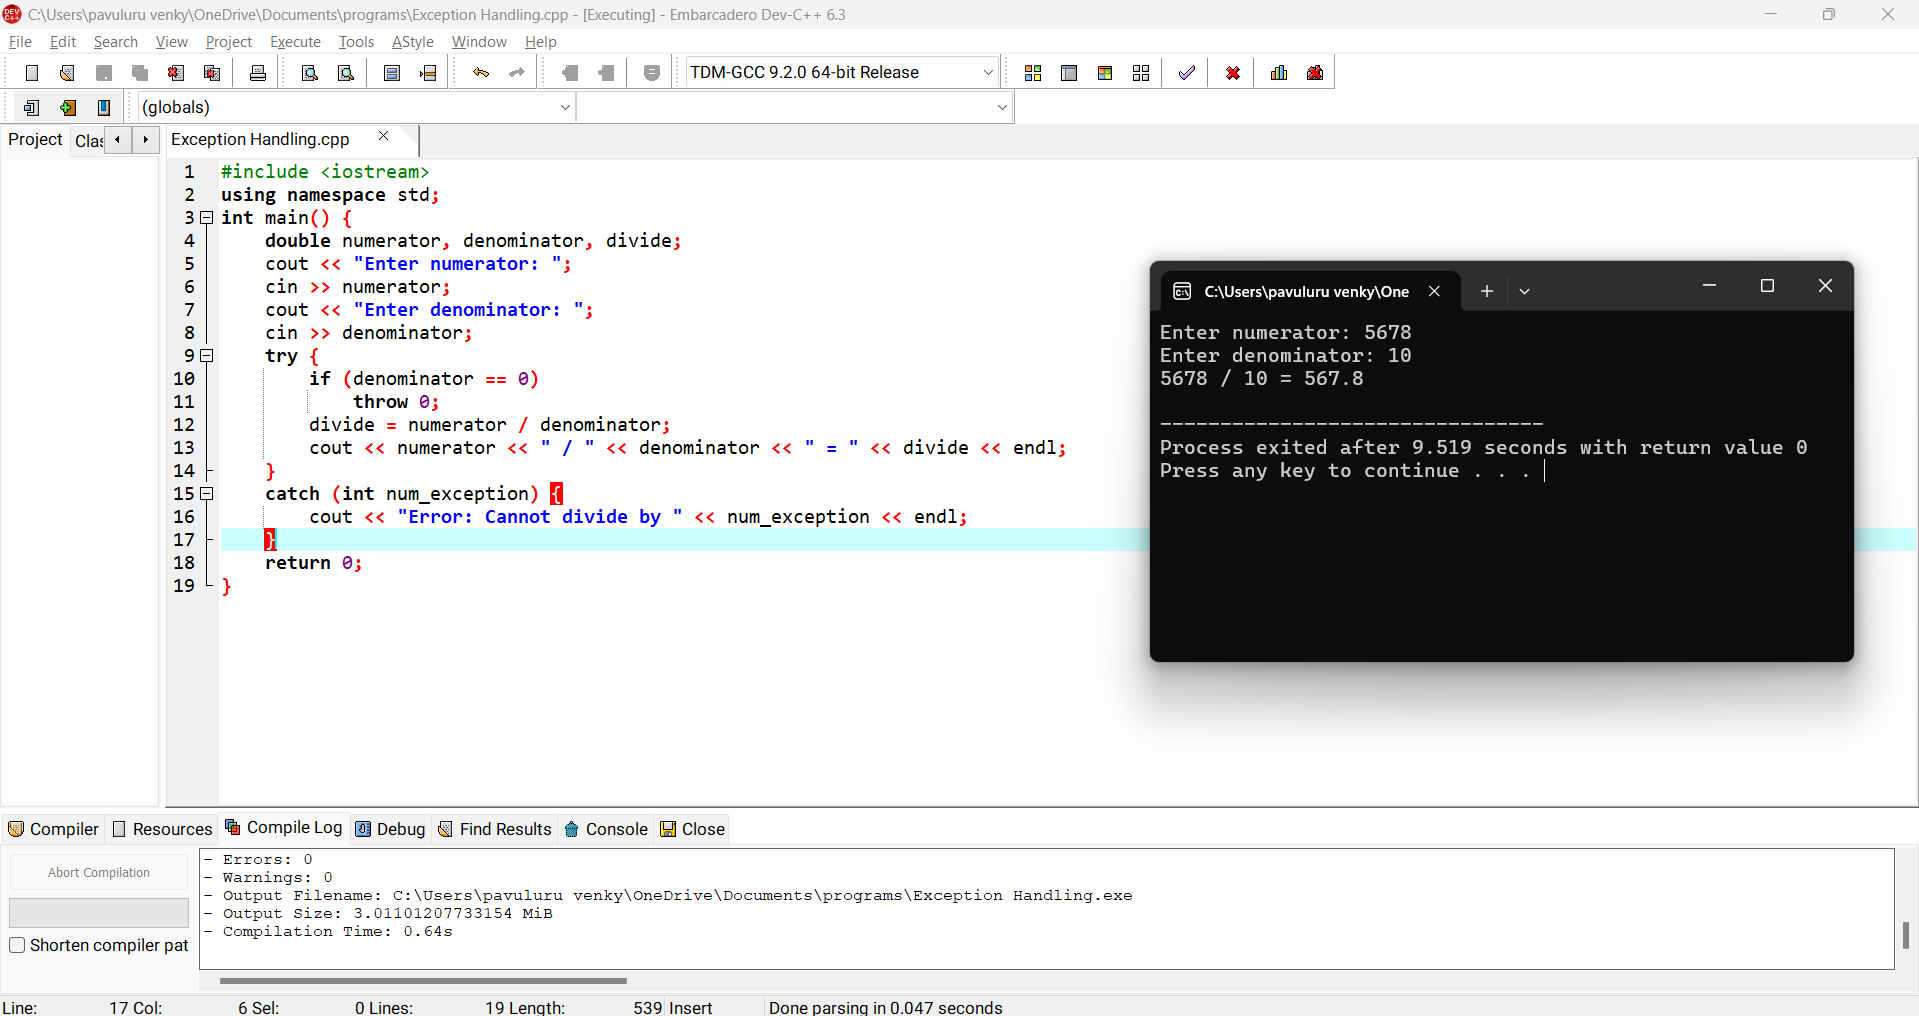 C:\Users\pavuluru venky\OneDrive\Documents\programs\Exception Handling.cpp - [Executing] - Embarcadero Dev-C++ 6.3
File Edit Search View Project Execute Tools AStyle Window Help
TDM-GCC 9.2.0 64-bit Release
(globals)
Project Clas
Exception Handling.cpp
1 #include <iostream>
2 using namespace std;
3 int main() {
4     double numerator, denominator, divide;
5     cout << "Enter numerator: ";
6     cin >> numerator;
7     cout << "Enter denominator: ";
8     cin >> denominator;
9     try {
10         if (denominator == 0)
11             throw 0;
12         divide = numerator / denominator;
13         cout << numerator << " / " << denominator << " = " << divide << endl;
14     }
15     catch (int num_exception) {
16         cout << "Error: Cannot divide by " << num_exception << endl;
17     }
18     return 0;
19 }
C:\Users\pavuluru venky\One
Enter numerator: 5678
Enter denominator: 10
5678 / 10 = 567.8
--------------------------------
Process exited after 9.519 seconds with return value 0
Press any key to continue . . .
Compiler Resources Compile Log Debug Find Results Console Close
Abort Compilation
Shorten compiler pat
- Errors: 0
- Warnings: 0
- Output Filename: C:\Users\pavuluru venky\OneDrive\Documents\programs\Exception Handling.exe
- Output Size: 3.01101207733154 MiB
- Compilation Time: 0.64s
Line: 17 Col: 6 Sel: 0 Lines: 19 Length: 539 Insert Done parsing in 0.047 seconds